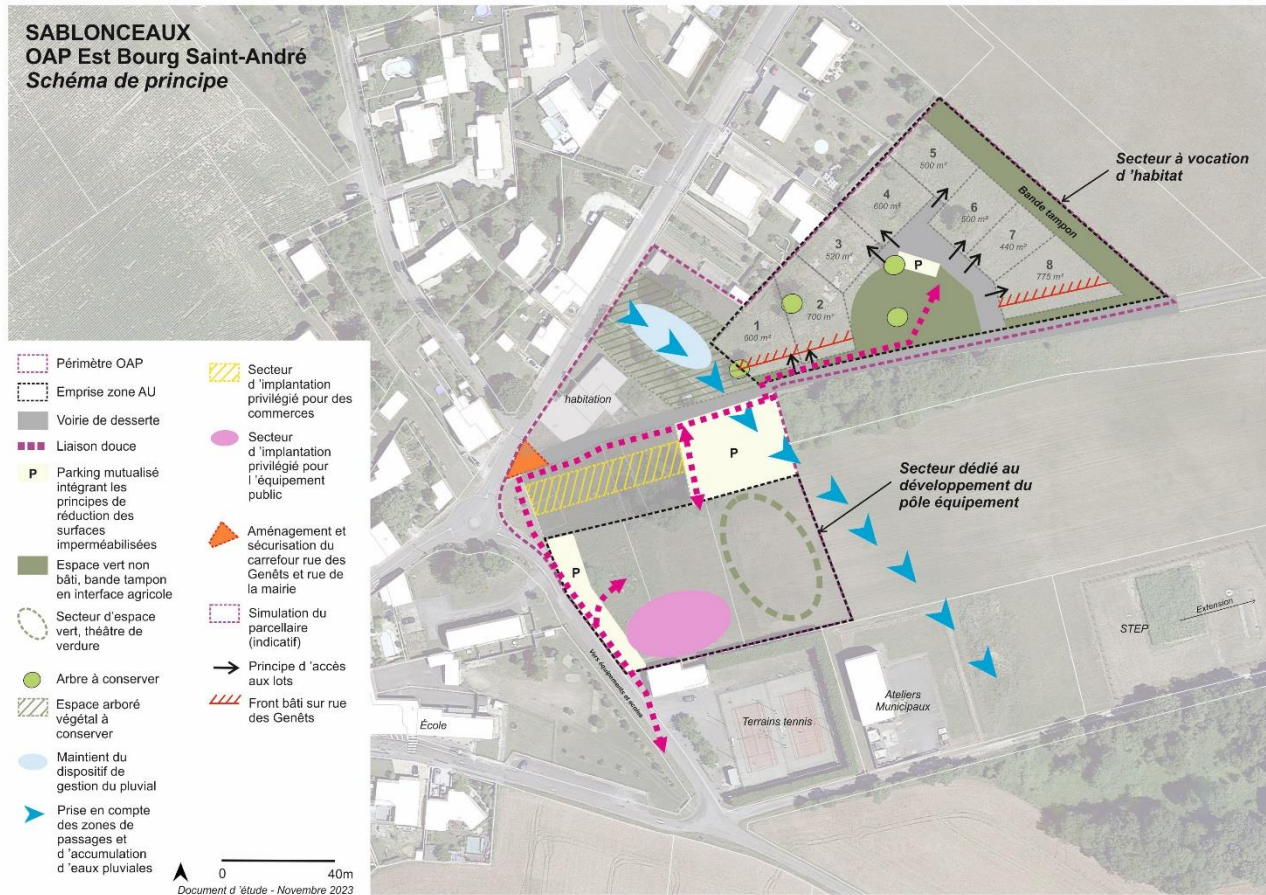 SABLONCEAUX
OAP Est Bourg Saint-André
Schéma de principe
Périmètre OAP
Emprise zone AU
Voirie de desserte
Liaison douce
P
Parking mutualisé
intégrant les
principes de
réduction des
surfaces
imperméabilisées
Espace vert non
bâti, bande tampon
en interface agricole
Secteur d'espace
vert, théâtre de
verdure
Arbre à conserver
Espace arboré
végétal à
conserver
Maintient du
dispositif de
gestion du pluvial
Prise en compte
des zones de
passages et
d 'accumulation
d 'eaux pluviales
Secteur
d 'implantation
privilégié pour des
commerces
Secteur
d 'implantation
privilégié pour
l 'équipement
public
Aménagement et
sécurisation du
carrefour rue des
Genêts et rue de
la mairie
Simulation du
parcellaire
(indicatif)
Principe d 'accès
aux lots
Front bâti sur rue
des Genêts
0
40m
Document d 'étude - Novembre 2023
Secteur à vocation
d 'habitat
Bande tampon
5
500 m²
4
600 m²
6
500 m²
3
520 m²
7
440 m²
P
8
775 m²
2
700 m²
1
600 m²
habitation
P
Secteur dédié au
développement du
pôle équipement
P
Vers équipements et écoles
École
Terrains tennis
Ateliers
Municipaux
STEP
Extension